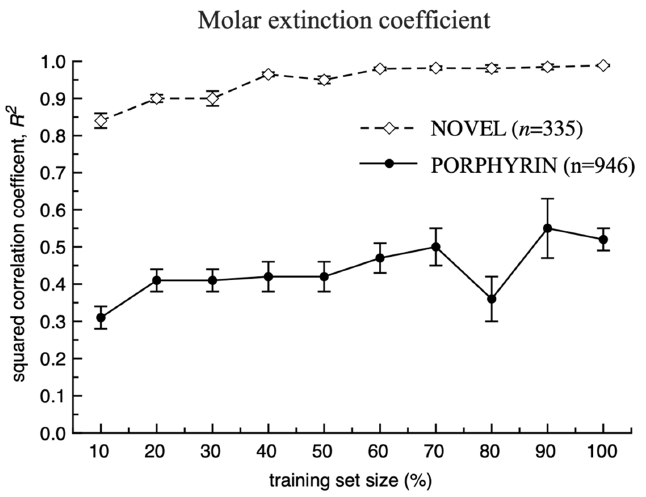 Molar extinction coefficient
squared correlation coefficent, R²
1.0
0.9
0.8
0.7
0.6
0.5
0.4
0.3
0.2
0.1
0.0
NOVEL (n=335)
PORPHYRIN (n=946)
10 20 30 40 50 60 70 80 90 100
training set size (%)